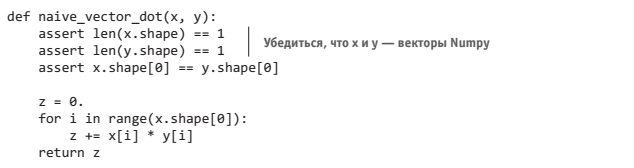 def naive_vector_dot(x, y):
    assert len(x.shape) == 1
    assert len(y.shape) == 1
Убедиться, что x и y — векторы Numpy
    assert x.shape[0] == y.shape[0]

    z = 0.
    for i in range(x.shape[0]):
        z += x[i] * y[i]
    return z